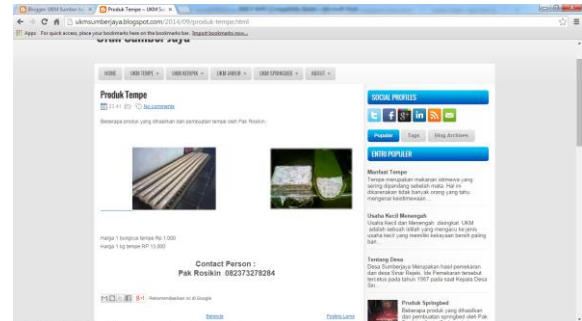 Blogger: UKM Sumber Ja
Produk Tempe ~ UKM Su
ukmsumberjaya.blogspot.com/2014/09/produk-tempe.html
Apps For quick access, place your bookmarks here on the bookmarks bar. Import bookmarks now...
UKM Sumber Jaya
HOME UKM TEMPE UKM KERIPIK UKM JAMUR UKM SPRINGBED ABOUT
Produk Tempe
No comments
Beberapa produk yang dihasilkan dari pembuatan tempe oleh Pak Rosikin:
Harga 1 bungkus tempe Rp 1.000
Harga 1 kg tempe RP 13.000
Contact Person :
Pak Rosikin 082373278284
Rekomendasikan ini di Google
Beranda
Posting Lama
SOCIAL PROFILES
Popular Tags Blog Archives
ENTRI POPULER
Manfaat Tempe
Tempe merupakan makanan istimewa yang
sering dipandang sebelah mata. Hal ini
dikarenakan tidak banyak orang yang tahu
mengenai keistimewaan ...
Usaha Kecil Menengah
Usaha Kecil dan Menengah disingkat UKM
adalah sebuah istilah yang mengacu ke jenis
usaha kecil yang memiliki kekayaan bersih paling
ban...
Tentang Desa
Desa Sumberjaya Merupakan hasil pemekaran
dari desa Sinar Rejeki. Ide Pemekaran tersebut
tercetus pada tahun 1997 pada saat Kepala Desa
Sin...
Produk Springbed
Beberapa produk yang dihasilkan
dari pembuatan springbed oleh Pak